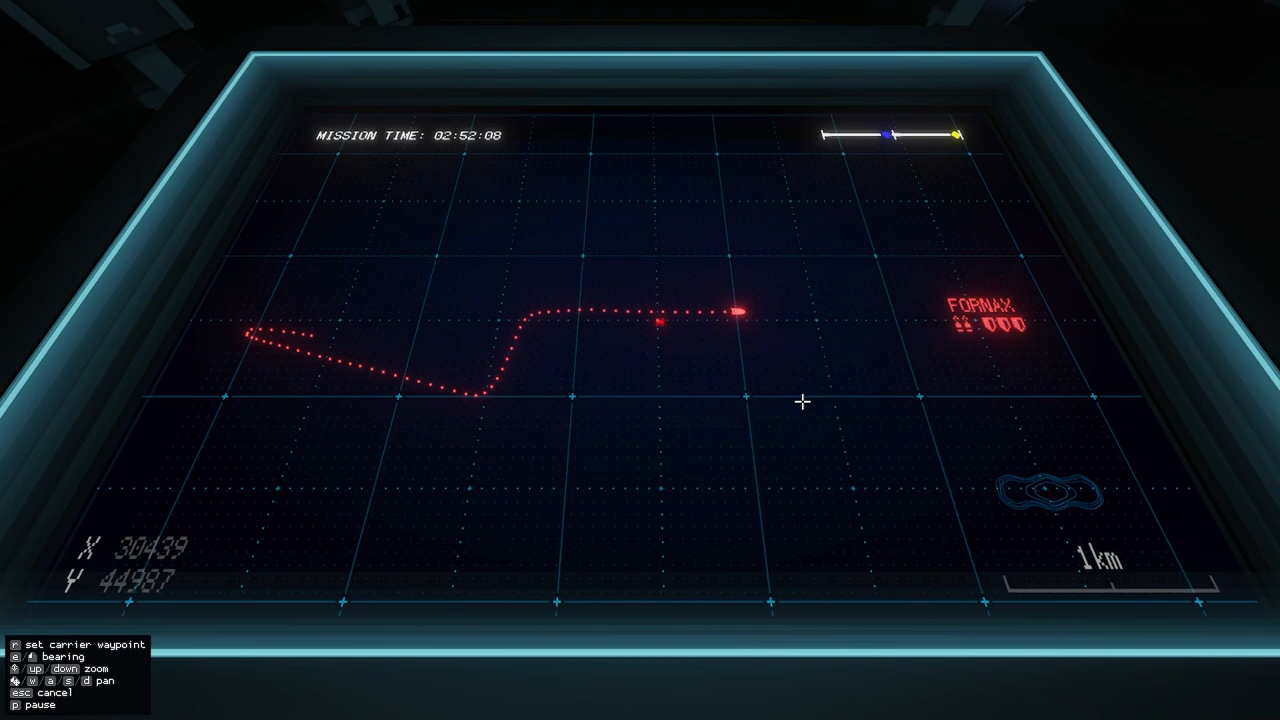 MISSION TIME: 02:52:08
FORNAX
X 30439
Y 44987
1km
r set carrier waypoint
e / bearing
/ up / down zoom
/ w / a / s / d pan
esc cancel
p pause